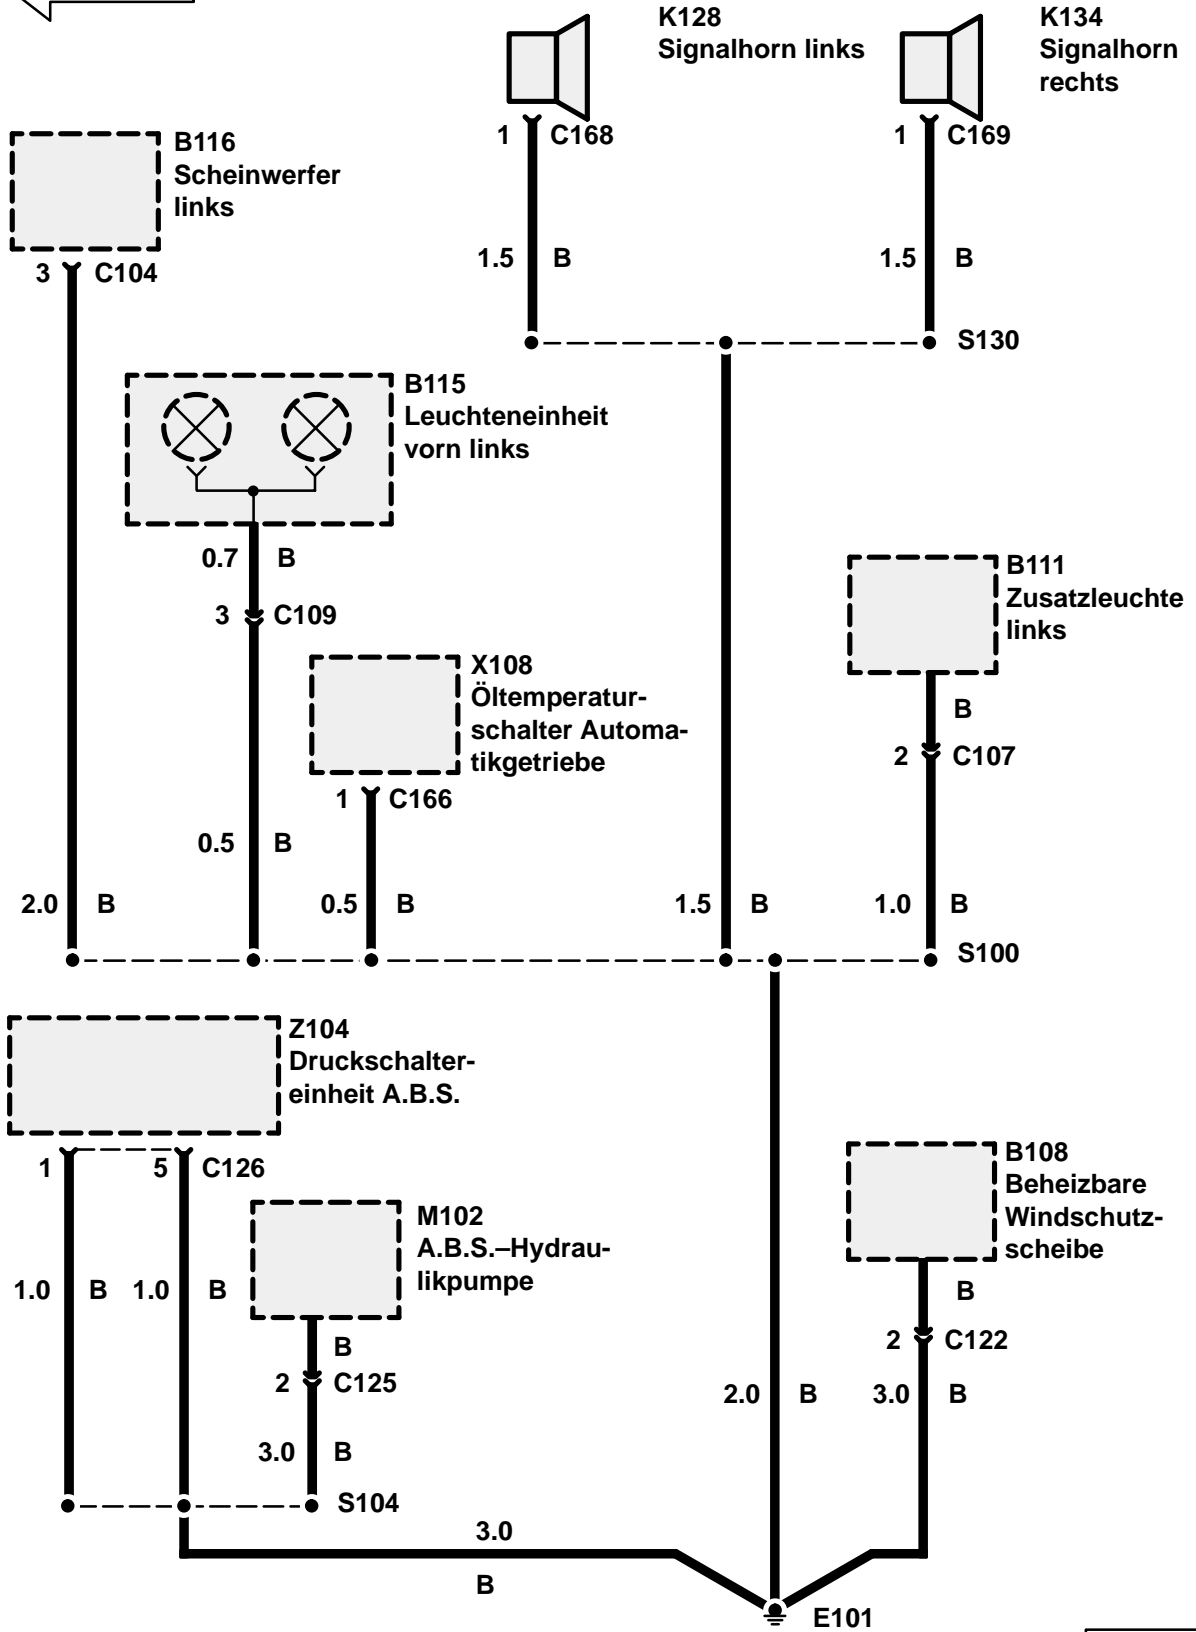 K128
Signalhorn links
K134
Signalhorn
rechts
1 C168
1 C169
B116
Scheinwerfer
links
1.5 B
1.5 B
3 C104
S130
B115
Leuchteneinheit
vorn links
0.7 B
3 C109
B111
Zusatzleuchte
links
X108
Öltemperatur-
schalter Automa-
tikgetriebe
B
2 C107
1 C166
0.5 B
2.0 B
0.5 B
1.5 B
1.0 B
S100
Z104
Druckschalter-
einheit A.B.S.
1 5 C126
B108
Beheizbare
Windschutz-
scheibe
M102
A.B.S.–Hydrau-
likpumpe
1.0 B 1.0 B
B
B
2 C122
2 C125
2.0 B
3.0 B
3.0 B
S104
3.0
B
E101